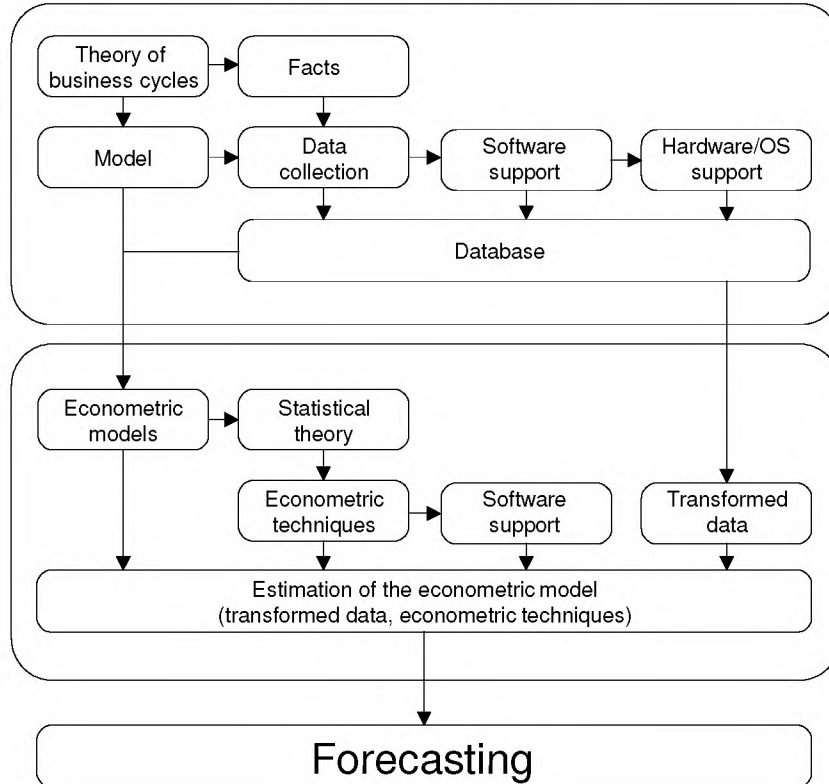 Theory of
business cycles
Facts
Model
Data
collection
Software
support
Hardware/OS
support
Database
Econometric
models
Statistical
theory
Econometric
techniques
Software
support
Transformed
data
Estimation of the econometric model
(transformed data, econometric techniques)
Forecasting